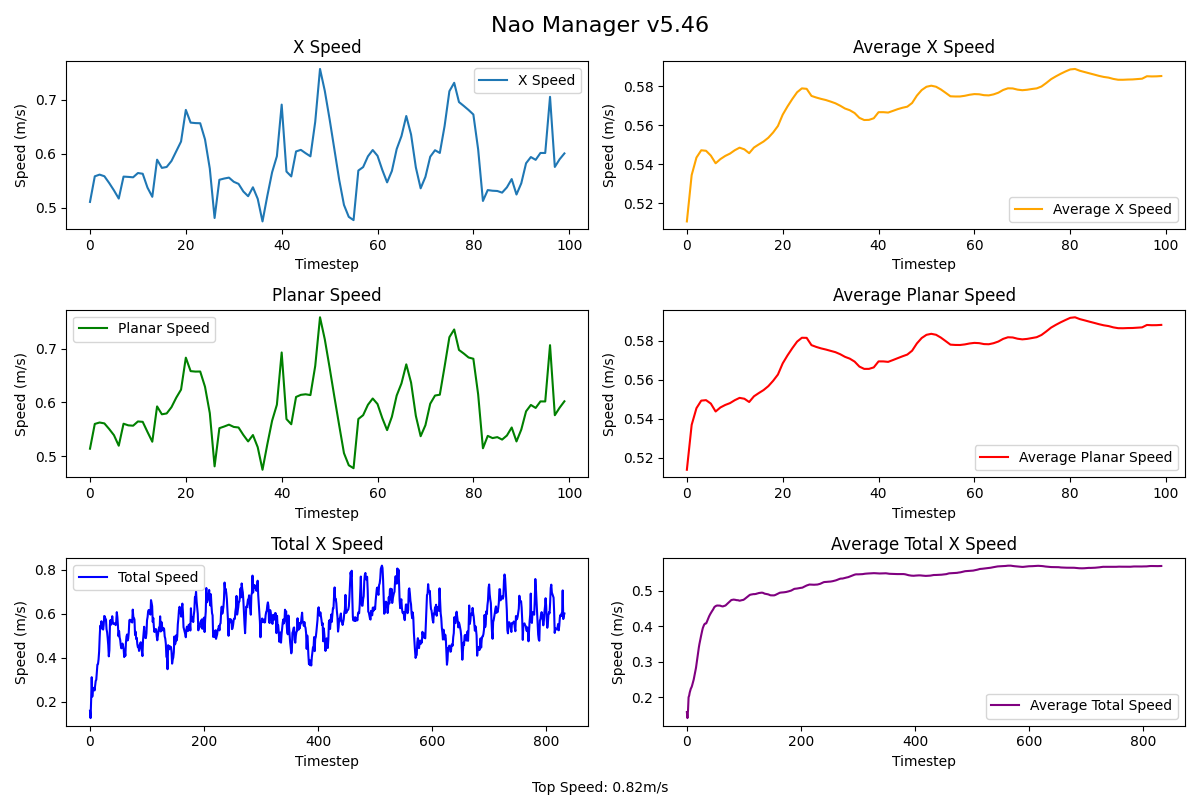 Nao Manager v5.46
X Speed
Speed (m/s)
0.7
0.6
0.5
X Speed
0 20 40 60 80 100
Timestep
Average X Speed
Speed (m/s)
0.58
0.56
0.54
0.52
Average X Speed
0 20 40 60 80 100
Timestep
Planar Speed
Speed (m/s)
0.7
0.6
0.5
Planar Speed
0 20 40 60 80 100
Timestep
Average Planar Speed
Speed (m/s)
0.58
0.56
0.54
0.52
Average Planar Speed
0 20 40 60 80 100
Timestep
Total X Speed
Speed (m/s)
0.8
0.6
0.4
0.2
Total Speed
0 200 400 600 800
Timestep
Average Total X Speed
Speed (m/s)
0.5
0.4
0.3
0.2
Average Total Speed
0 200 400 600 800
Timestep
Top Speed: 0.82m/s